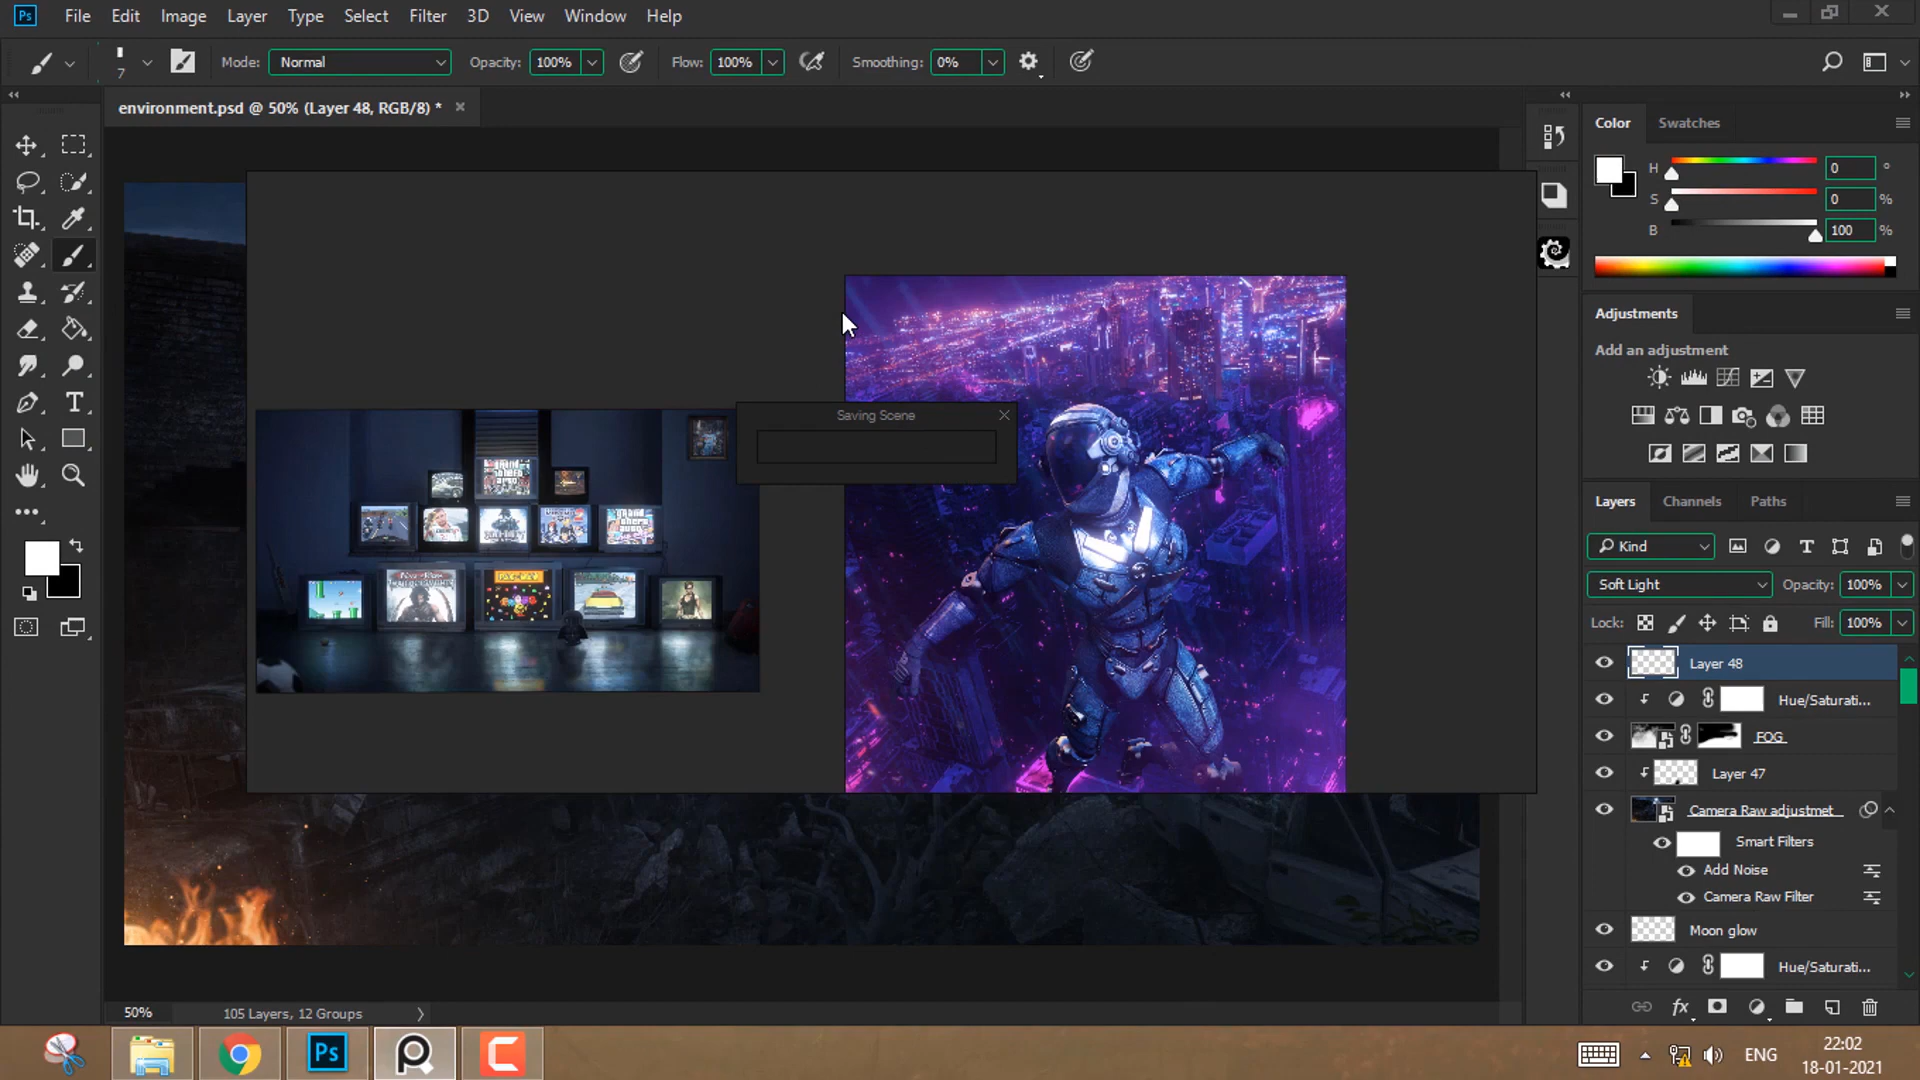 Ps File Edit Image Layer Type Select Filter 3D View Window Help
7 Mode: Normal Opacity: 100% Flow: 100% Smoothing: 0%
environment.psd @ 50% (Layer 48, RGB/8) *
Color Swatches
H 0 °
S 0 %
B 100 %
Adjustments
Add an adjustment
Saving Scene
Layers Channels Paths
Kind
Soft Light Opacity: 100%
Lock: Fill: 100%
Layer 48
Hue/Saturati...
FOG
Layer 47
Camera Raw adjustmet
Smart Filters
Add Noise
Camera Raw Filter
Moon glow
Hue/Saturati...
fx
50% 105 Layers, 12 Groups
Ps
ENG
22:02
18-01-2021